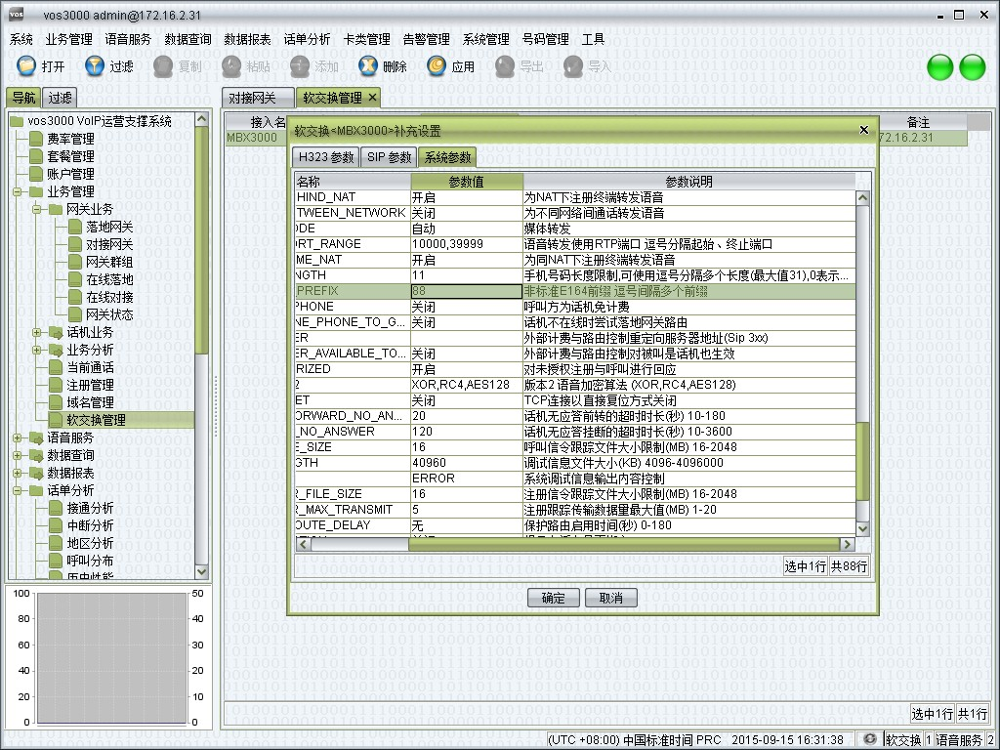 vos3000 admin@172.16.2.31
系统 业务管理 语音服务 数据查询 数据报表 话单分析 卡类管理 告警管理 系统管理 号码管理 工具
打开 过滤 复制 粘贴 添加 删除 应用 导出 导入
导航 过滤
对接网关 软交换管理
vos3000 VoIP运营支撑系统
费率管理
套餐管理
账户管理
业务管理
网关业务
落地网关
对接网关
网关群组
在线落地
在线对接
网关状态
话机业务
业务分析
当前通话
注册管理
域名管理
软交换管理
语音服务
数据查询
数据报表
话单分析
接通分析
中断分析
地区分析
呼叫分布
历史性能
100 50
80 40
60 30
40 20
20 10
0 0
接入名 备注
MBX3000 72.16.2.31
软交换<MBX3000>补充设置
H323 参数 SIP 参数 系统参数
名称 参数值 参数说明
HIND_NAT 开启 为NAT下注册终端转发语音
TWEEN_NETWORK 关闭 为不同网络间通话转发语音
ODE 自动 媒体转发
ORT_RANGE 10000,39999 语音转发使用RTP端口 逗号分隔起始、终止端口
ME_NAT 开启 为同NAT下注册终端转发语音
NGTH 11 手机号码长度限制,可使用逗号分隔多个长度(最大值31),0表示...
PREFIX 88 非标准E164前缀 逗号间隔多个前缀
PHONE 关闭 呼叫方为话机免计费
NE_PHONE_TO_G... 关闭 话机不在线时尝试落地网关路由
ER 外部计费与路由控制重定向服务器地址(Sip 3xx)
ER_AVAILABLE_TO... 关闭 外部计费与路由控制对被叫是话机也生效
RIZED 开启 对未授权注册与呼叫进行回应
2 XOR,RC4,AES128 版本2 语音加密算法 (XOR,RC4,AES128)
ET 关闭 TCP连接以直接复位方式关闭
ORWARD_NO_AN... 20 话机无应答前转的超时时长(秒) 10-180
_NO_ANSWER 120 话机无应答挂断的超时时长(秒) 10-3600
E_SIZE 16 呼叫信令跟踪文件大小限制(MB) 16-2048
GTH 40960 调试信息文件大小(KB) 4096-4096000
ERROR 系统调试信息输出内容控制
R_FILE_SIZE 16 注册信令跟踪文件大小限制(MB) 16-2048
R_MAX_TRANSMIT 5 注册跟踪传输数据量最大值(MB) 1-20
OUTE_DELAY 无 保护路由启用时间(秒) 0-180
选中1行 共88行
确定 取消
选中1行 共1行
(UTC +08:00) 中国标准时间 PRC 2015-09-15 16:31:38 软交换 1 语音服务 2